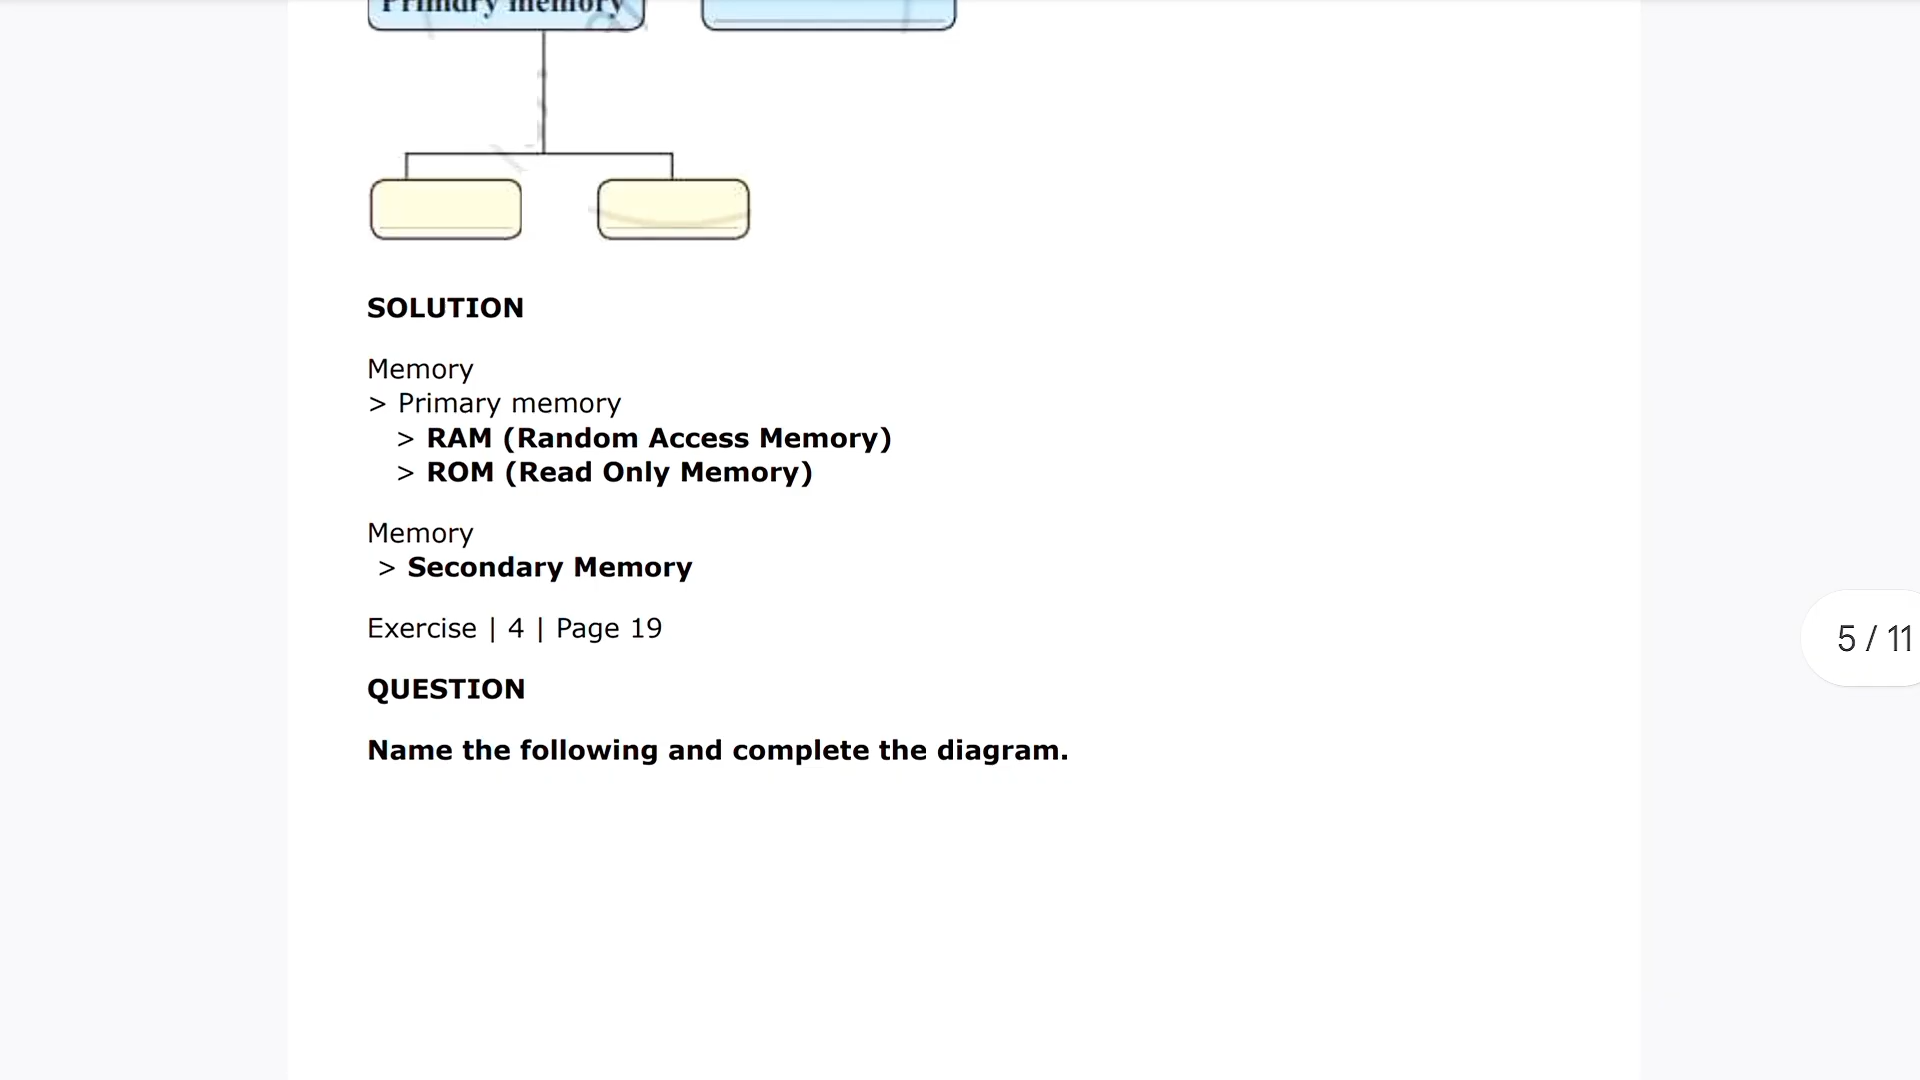 Primary memory
SOLUTION
Memory
> Primary memory
> RAM (Random Access Memory)
> ROM (Read Only Memory)
Memory
> Secondary Memory
Exercise | 4 | Page 19
QUESTION
Name the following and complete the diagram.
5 / 11